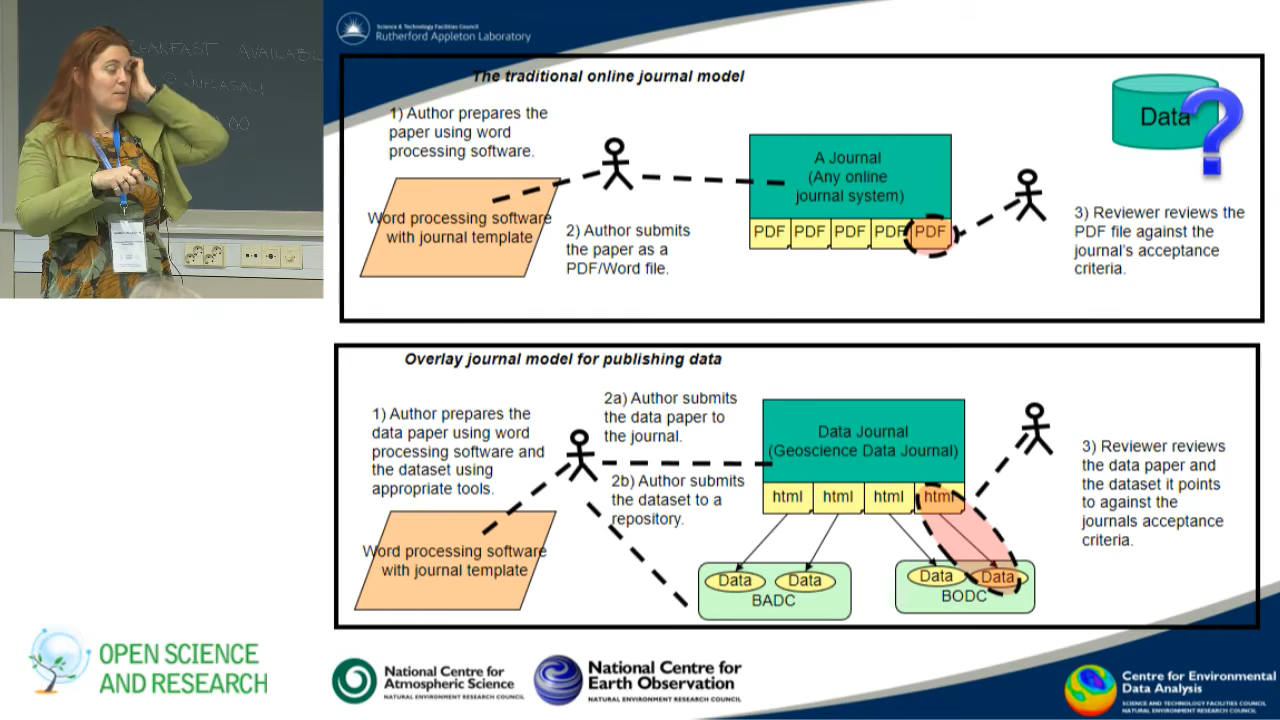 BREAKFAST AVAILABL
JUFLASALI
00
Science & Technology Facilities Council
Rutherford Appleton Laboratory
The traditional online journal model
1) Author prepares the
paper using word
processing software.
Word processing software
with journal template
2) Author submits
the paper as a
PDF/Word file.
A Journal
(Any online
journal system)
PDF PDF PDF PDF PDF
Data
?
3) Reviewer reviews the
PDF file against the
journal's acceptance
criteria.
Overlay journal model for publishing data
1) Author prepares the
data paper using word
processing software and
the dataset using
appropriate tools.
Word processing software
with journal template
2a) Author submits
the data paper to
the journal.
2b) Author submits
the dataset to a
repository.
Data Journal
(Geoscience Data Journal)
html html html html
Data Data
BADC
Data Data
BODC
3) Reviewer reviews
the data paper and
the dataset it points
to against the
journals acceptance
criteria.
OPEN SCIENCE
AND RESEARCH
National Centre for
Atmospheric Science
NATURAL ENVIRONMENT RESEARCH COUNCIL
National Centre for
Earth Observation
NATURAL ENVIRONMENT RESEARCH COUNCIL
Centre for Environmental
Data Analysis
SCIENCE AND TECHNOLOGY FACILITIES COUNCIL
NATURAL ENVIRONMENT RESEARCH COUNCIL